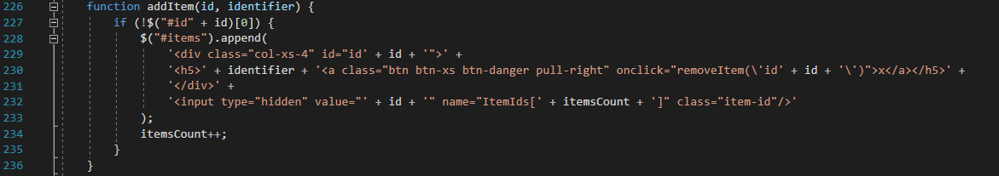 226 function addItem(id, identifier) {
227 if (!$("#id" + id)[0]) {
228 $("#items").append(
229 '<div class="col-xs-4" id="id' + id + '">' +
230 '<h5>' + identifier + '<a class="btn btn-xs btn-danger pull-right" onclick="removeItem(\'id' + id + '\')">x</a></h5>' +
231 '</div>' +
232 '<input type="hidden" value="' + id + '" name="ItemIds[' + itemsCount + ']" class="item-id"/>'
233 );
234 itemsCount++;
235 }
236 }